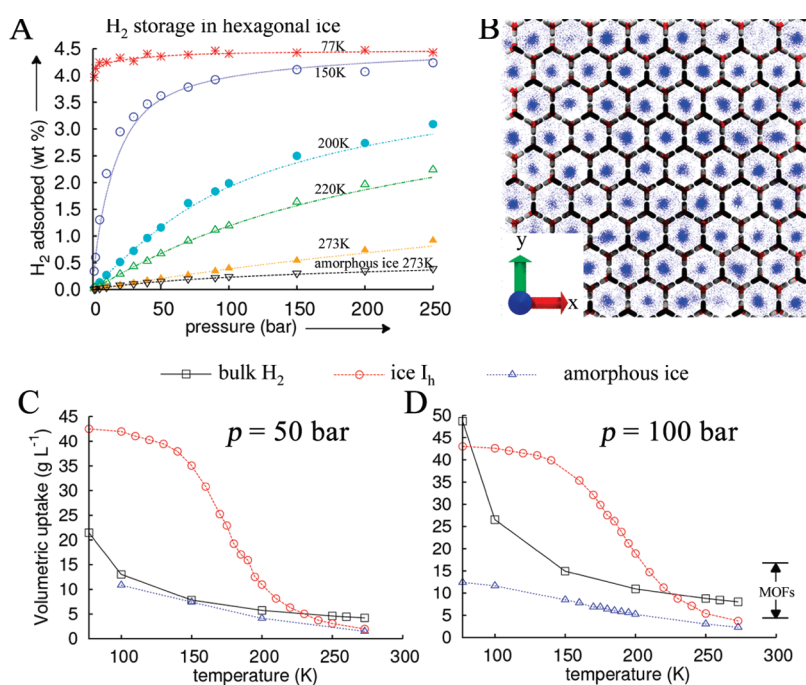 A
H₂ storage in hexagonal ice
B
4.5
4.0
3.5
3.0
2.5
2.0
1.5
1.0
0.5
0.0
H₂ adsorbed (wt %)
77K
150K
200K
220K
273K
amorphous ice 273K
0 50 100 150 200 250
pressure (bar)
y
x
bulk H₂
ice Iₕ
amorphous ice
C
p = 50 bar
45
40
35
30
25
20
15
10
5
0
Volumetric uptake (g L⁻¹)
100 150 200 250 300
temperature (K)
D
p = 100 bar
50
45
40
35
30
25
20
15
10
5
0
MOFs
100 150 200 250 300
temperature (K)